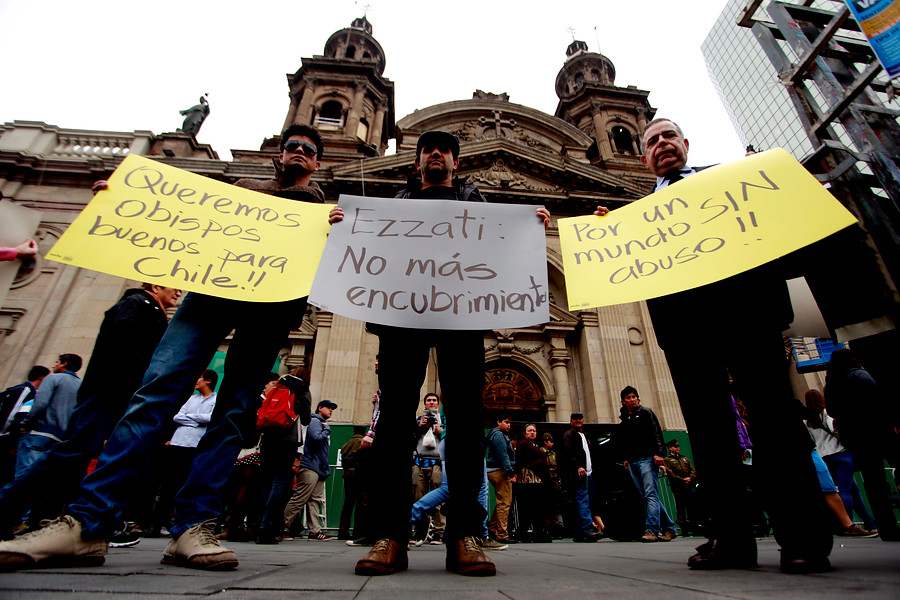 Queremos
Obispos
buenos para
Chile!!
Ezzati:
No más
encubrimiento
Por un
mundo SIN
abuso!!